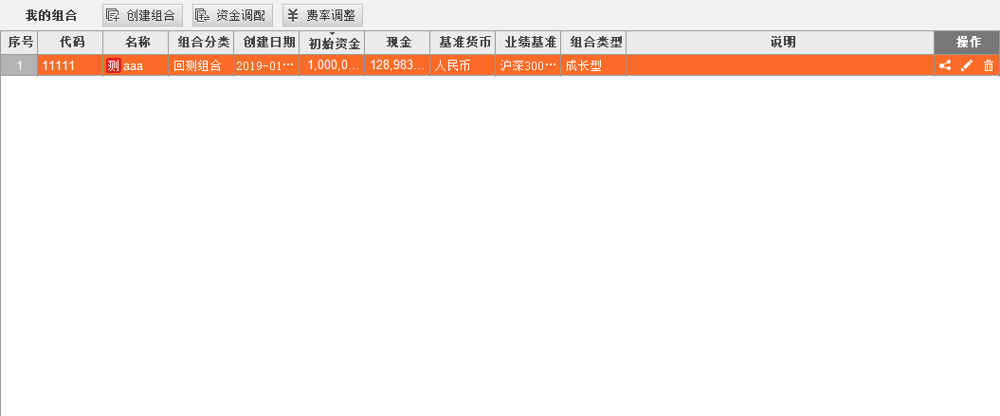 我的组合 创建组合 资金调配 费率调整
序号 代码 名称 组合分类 创建日期 初始资金 现金 基准货币 业绩基准 组合类型 说明 操作
1 11111 测 aaa 回测组合 2019-01… 1,000,0... 128,983... 人民币 沪深300… 成长型